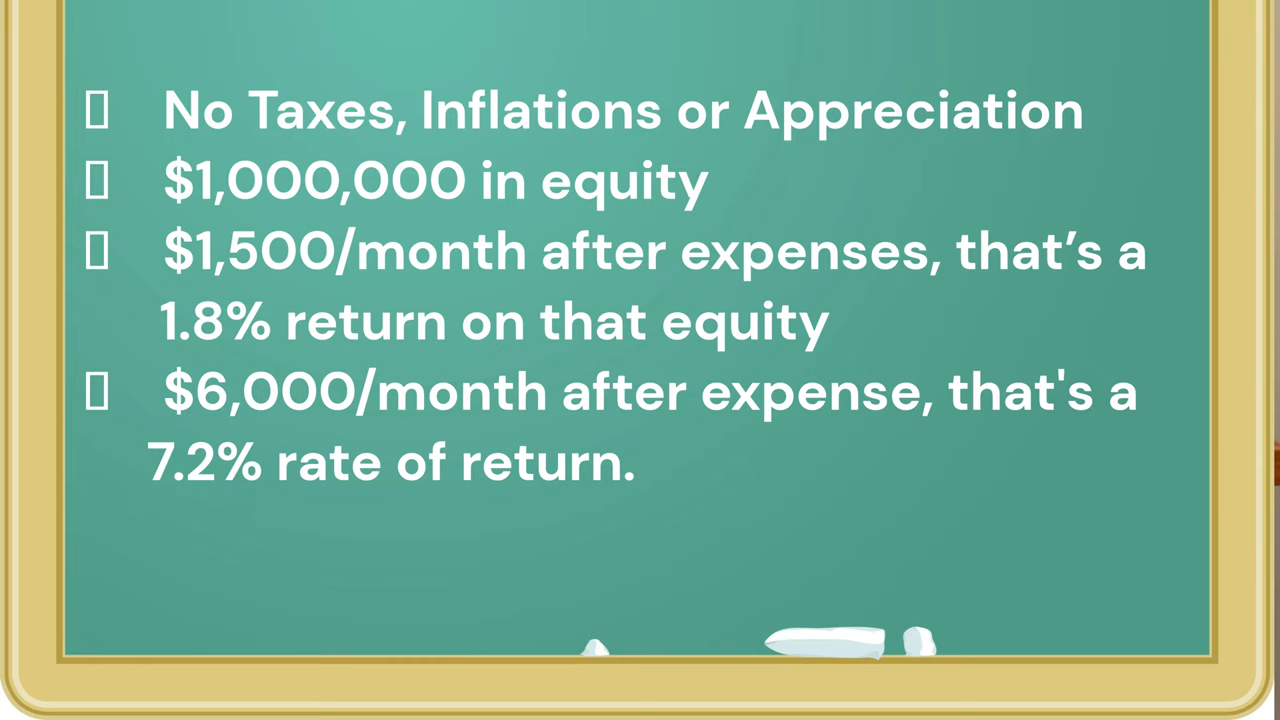 No Taxes, Inflations or Appreciation
$1,000,000 in equity
$1,500/month after expenses, that’s a
1.8% return on that equity
$6,000/month after expense, that's a
7.2% rate of return.